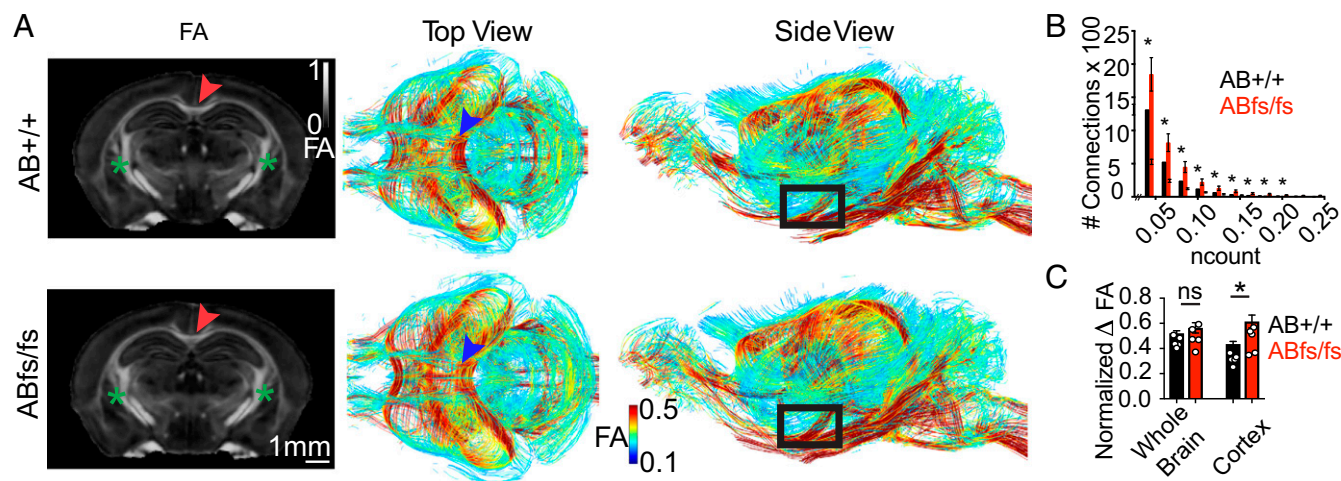 A
FA
Top View
Side View
AB+/+
1
0
FA
*
*
ABfs/fs
*
*
1mm
FA
0.5
0.1
B
# Connections x 100
25
20
15
10
5
0
* * * * * * * * *
AB+/+
ABfs/fs
0.05
0.10
0.15
0.20
0.25
ncount
C
Normalized Δ FA
0.8
0.6
0.4
0.2
0.0
ns
*
AB+/+
ABfs/fs
Whole
Brain
Cortex